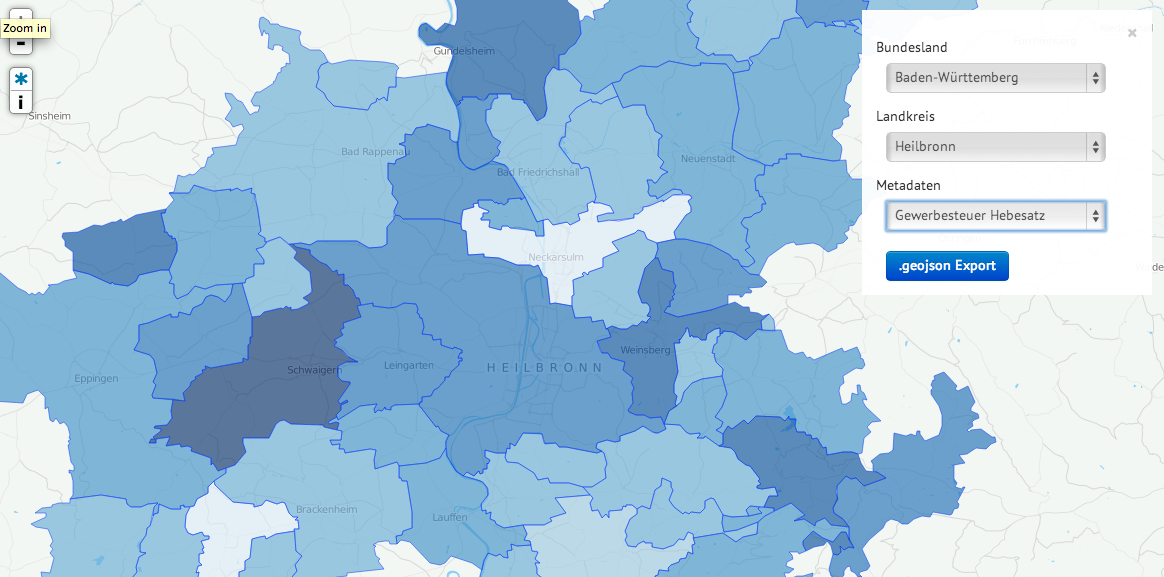 Zoom in
-
i
Gundelsheim
Sinsheim
Bad Rappenau
Bad Friedrichshall
Neuenstadt
Neckarsulm
HEILBRONN
Weinsberg
Schwaigern
Leingarten
Eppingen
Brackenheim
Lauffen
×
Bundesland
Baden-Württemberg
Landkreis
Heilbronn
Metadaten
Gewerbesteuer Hebesatz
.geojson Export